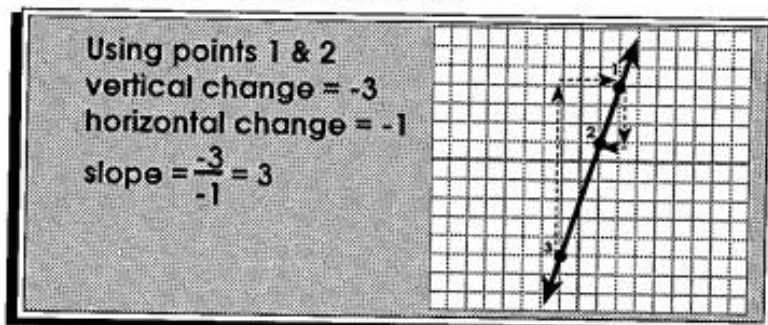 Using points 1 & 2
vertical change = -3
horizontal change = -1
slope = -3/-1 = 3
1
2
3